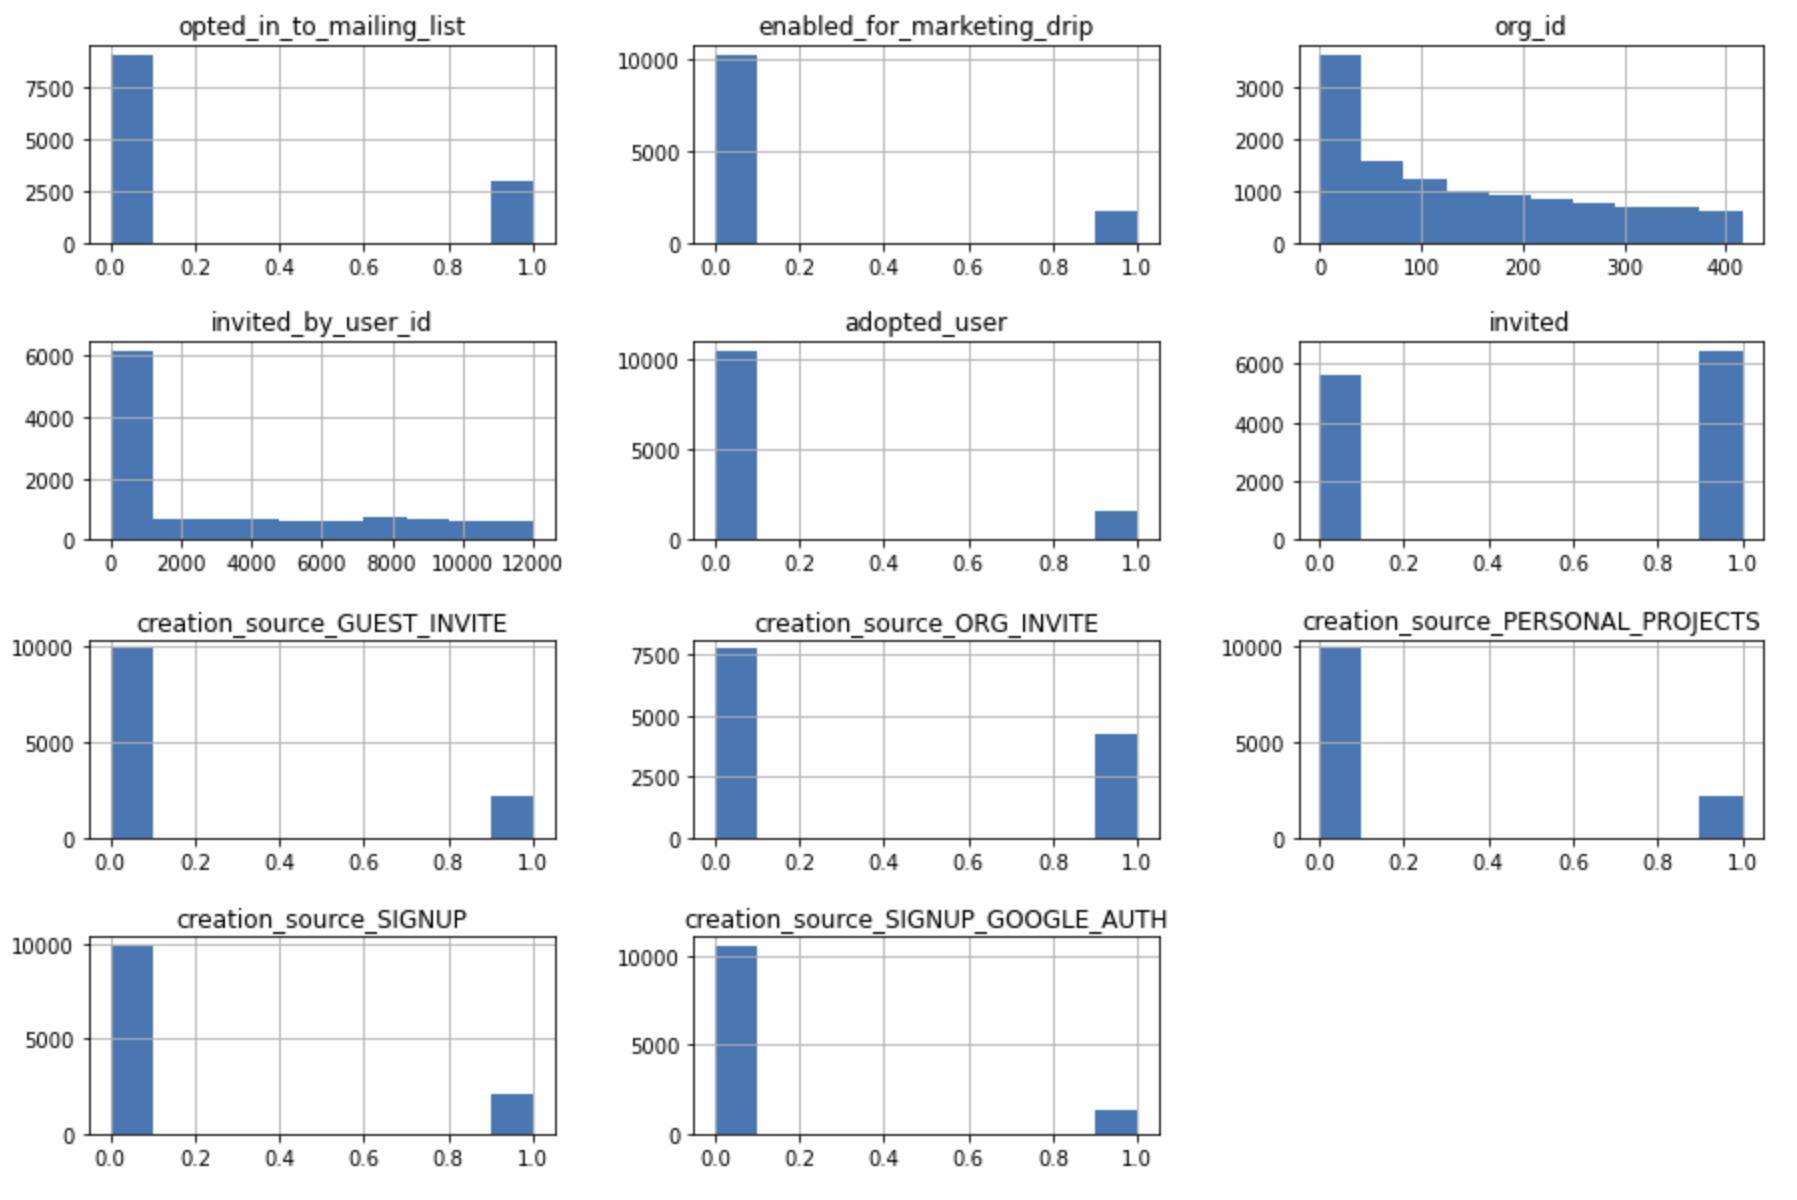 opted_in_to_mailing_list
7500
5000
2500
0
0.0 0.2 0.4 0.6 0.8 1.0
enabled_for_marketing_drip
10000
5000
0
0.0 0.2 0.4 0.6 0.8 1.0
org_id
3000
2000
1000
0
0 100 200 300 400
invited_by_user_id
6000
4000
2000
0
0 2000 4000 6000 8000 10000 12000
adopted_user
10000
5000
0
0.0 0.2 0.4 0.6 0.8 1.0
invited
6000
4000
2000
0
0.0 0.2 0.4 0.6 0.8 1.0
creation_source_GUEST_INVITE
10000
5000
0
0.0 0.2 0.4 0.6 0.8 1.0
creation_source_ORG_INVITE
7500
5000
2500
0
0.0 0.2 0.4 0.6 0.8 1.0
creation_source_PERSONAL_PROJECTS
10000
5000
0
0.0 0.2 0.4 0.6 0.8 1.0
creation_source_SIGNUP
10000
5000
0
0.0 0.2 0.4 0.6 0.8 1.0
creation_source_SIGNUP_GOOGLE_AUTH
10000
5000
0
0.0 0.2 0.4 0.6 0.8 1.0